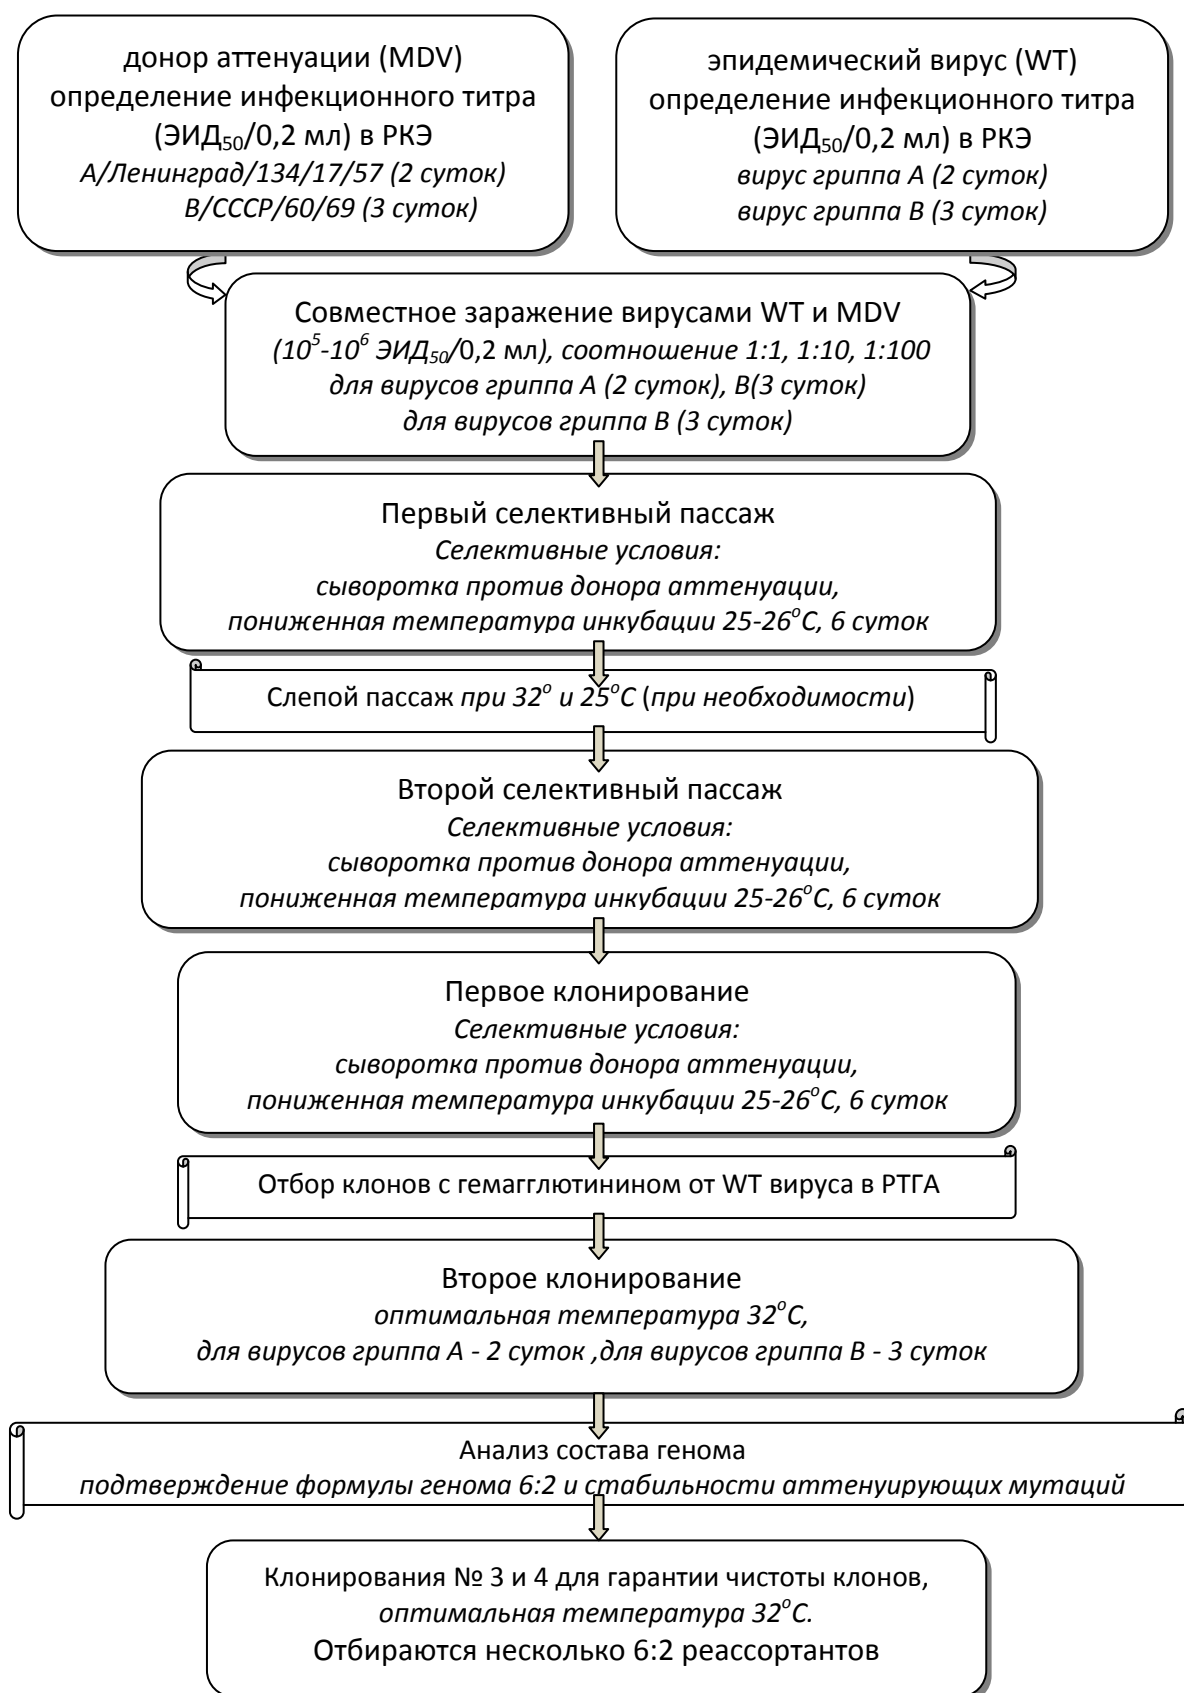 донор аттенуации (MDV)
определение инфекционного титра
(ЭИД₅₀/0,2 мл) в РКЭ
А/Ленинград/134/17/57 (2 суток)
В/СССР/60/69 (3 суток)
эпидемический вирус (WT)
определение инфекционного титра
(ЭИД₅₀/0,2 мл) в РКЭ
вирус гриппа А (2 суток)
вирус гриппа В (3 суток)
Совместное заражение вирусами WT и MDV
(10⁵-10⁶ ЭИД₅₀/0,2 мл), соотношение 1:1, 1:10, 1:100
для вирусов гриппа А (2 суток), В(3 суток)
для вирусов гриппа В (3 суток)
Первый селективный пассаж
Селективные условия:
сыворотка против донора аттенуации,
пониженная температура инкубации 25-26°С, 6 суток
Слепой пассаж при 32° и 25°С (при необходимости)
Второй селективный пассаж
Селективные условия:
сыворотка против донора аттенуации,
пониженная температура инкубации 25-26°С, 6 суток
Первое клонирование
Селективные условия:
сыворотка против донора аттенуации,
пониженная температура инкубации 25-26°С, 6 суток
Отбор клонов с гемагглютинином от WT вируса в РТГА
Второе клонирование
оптимальная температура 32°С,
для вирусов гриппа А - 2 суток ,для вирусов гриппа В - 3 суток
Анализ состава генома
подтверждение формулы генома 6:2 и стабильности аттенуирующих мутаций
Клонирования № 3 и 4 для гарантии чистоты клонов,
оптимальная температура 32°С.
Отбираются несколько 6:2 реассортантов